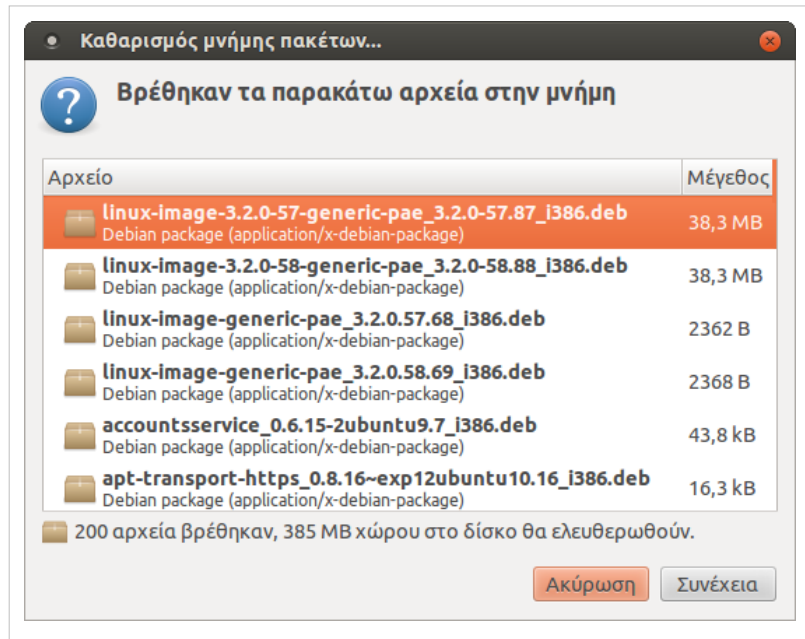 Καθαρισμός μνήμης πακέτων...
Βρέθηκαν τα παρακάτω αρχεία στην μνήμη
Αρχείο Μέγεθος
linux-image-3.2.0-57-generic-pae_3.2.0-57.87_i386.deb 38,3 MB
Debian package (application/x-debian-package)
linux-image-3.2.0-58-generic-pae_3.2.0-58.88_i386.deb 38,3 MB
Debian package (application/x-debian-package)
linux-image-generic-pae_3.2.0.57.68_i386.deb 2362 B
Debian package (application/x-debian-package)
linux-image-generic-pae_3.2.0.58.69_i386.deb 2368 B
Debian package (application/x-debian-package)
accountsservice_0.6.15-2ubuntu9.7_i386.deb 43,8 kB
Debian package (application/x-debian-package)
apt-transport-https_0.8.16~exp12ubuntu10.16_i386.deb 16,3 kB
Debian package (application/x-debian-package)
200 αρχεία βρέθηκαν, 385 MB χώρου στο δίσκο θα ελευθερωθούν.
Ακύρωση Συνέχεια